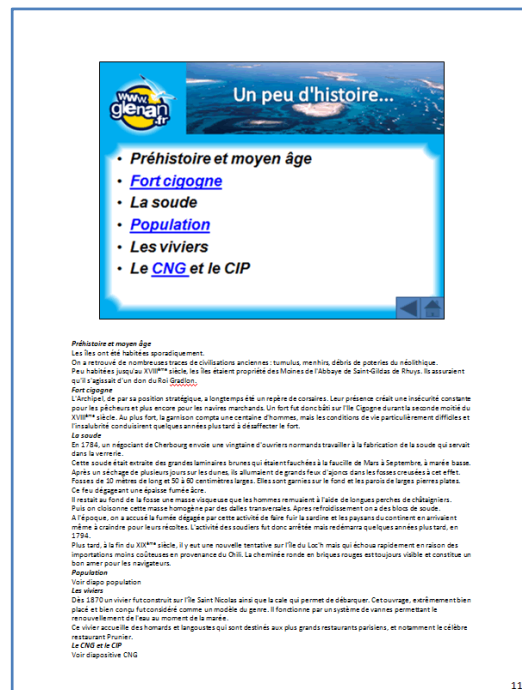 www.
glenan
.fr
Un peu d'histoire...
• Préhistoire et moyen âge
• Fort cigogne
• La soude
• Population
• Les viviers
• Le CNG et le CIP
Préhistoire et moyen âge
Les îles ont été habitées sporadiquement.
On a retrouvé de nombreuses traces de civilisations anciennes : tumulus, menhirs, débris de poteries du néolithique.
Peu habitées jusqu'au XVIIIème siècle, les îles étaient propriété des Moines de l'Abbaye de Saint-Gildas de Rhuys. Ils assuraient
qu'il s'agissait d'un don du Roi Gradlon.
Fort cigogne
L'Archipel, de par sa position stratégique, a longtemps été un repère de corsaires. Leur présence créait une insécurité constante
pour les pêcheurs et plus encore pour les navires marchands. Un fort fut donc bâti sur l'Ile Cigogne durant la seconde moitié du
XVIIIème siècle. Au plus fort, la garnison compta une centaine d'hommes, mais les conditions de vie particulièrement difficiles et
l'insalubrité conduisirent quelques années plus tard à désaffecter le fort.
La soude
En 1784, un négociant de Cherbourg envoie une vingtaine d'ouvriers normands travailler à la fabrication de la soude qui servait
dans la verrerie.
Cette soude était extraite des grandes laminaires brunes qui étaient fauchées à la faucille de Mars à Septembre, à marée basse.
Après un séchage de plusieurs jours sur les dunes, ils allumaient de grands feux d'ajoncs dans les fosses creusées à cet effet.
Fosses de 10 mètres de long et 50 à 60 centimètres larges. Elles sont garnies sur le fond et les parois de larges pierres plates.
Ce feu dégageant une épaisse fumée âcre.
Il restait au fond de la fosse une masse visqueuse que les hommes remuaient à l'aide de longues perches de châtaigniers.
Puis on cloisonne cette masse homogène par des dalles transversales. Apres refroidissement on a des blocs de soude.
A l'époque, on a accusé la fumée dégagée par cette activité de faire fuir la sardine et les paysans du continent en arrivaient
même à craindre pour leurs récoltes. L'activité des soudiers fut donc arrêtée mais redémarra quelques années plus tard, en
1794.
Plus tard, à la fin du XIXème siècle, il y eut une nouvelle tentative sur l'île du Loc'h mais qui échoua rapidement en raison des
importations moins coûteuses en provenance du Chili. La cheminée ronde en briques rouges est toujours visible et constitue un
bon amer pour les navigateurs.
Population
Voir diapo population
Les viviers
Dès 1870 un vivier fut construit sur l'île Saint Nicolas ainsi que la cale qui permet de débarquer. Cet ouvrage, extrêmement bien
placé et bien conçu fut considéré comme un modèle du genre. Il fonctionne par un système de vannes permettant le
renouvellement de l'eau au moment de la marée.
Ce vivier accueille des homards et langoustes qui sont destinés aux plus grands restaurants parisiens, et notamment le célèbre
restaurant Prunier.
Le CNG et le CIP
Voir diapositive CNG
11